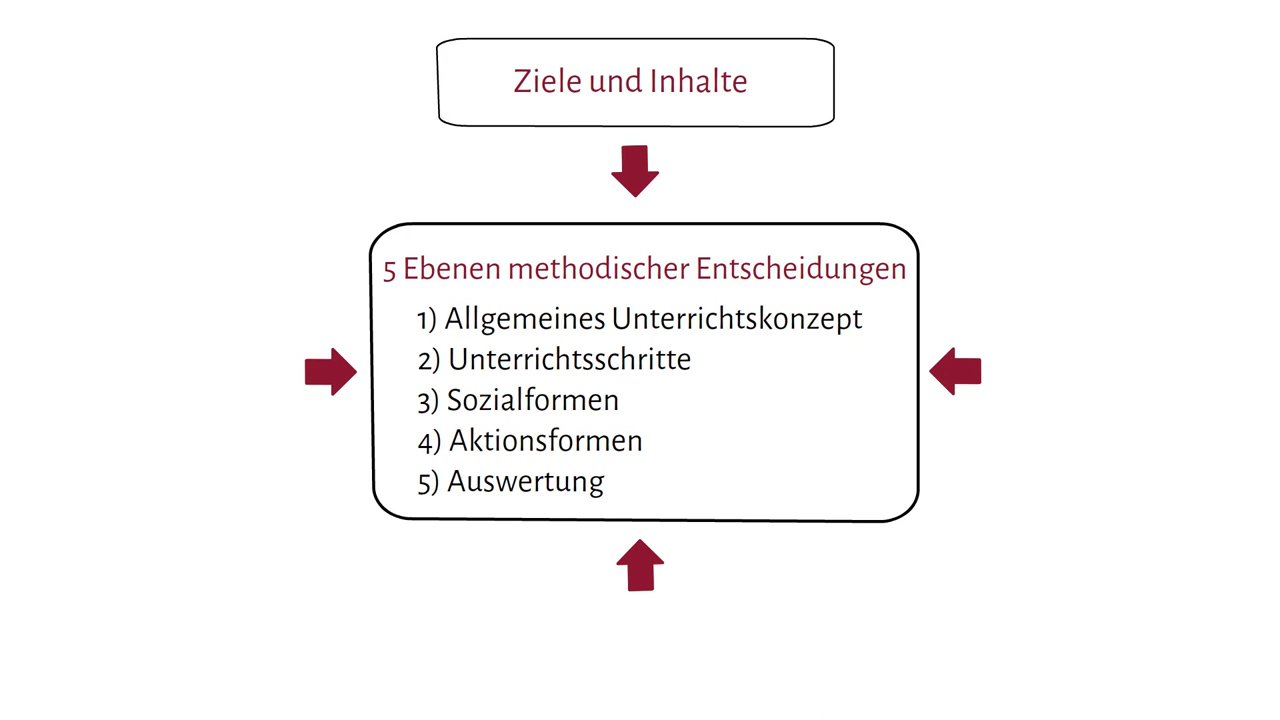 Ziele und Inhalte
5 Ebenen methodischer Entscheidungen
1) Allgemeines Unterrichtskonzept
2) Unterrichtsschritte
3) Sozialformen
4) Aktionsformen
5) Auswertung